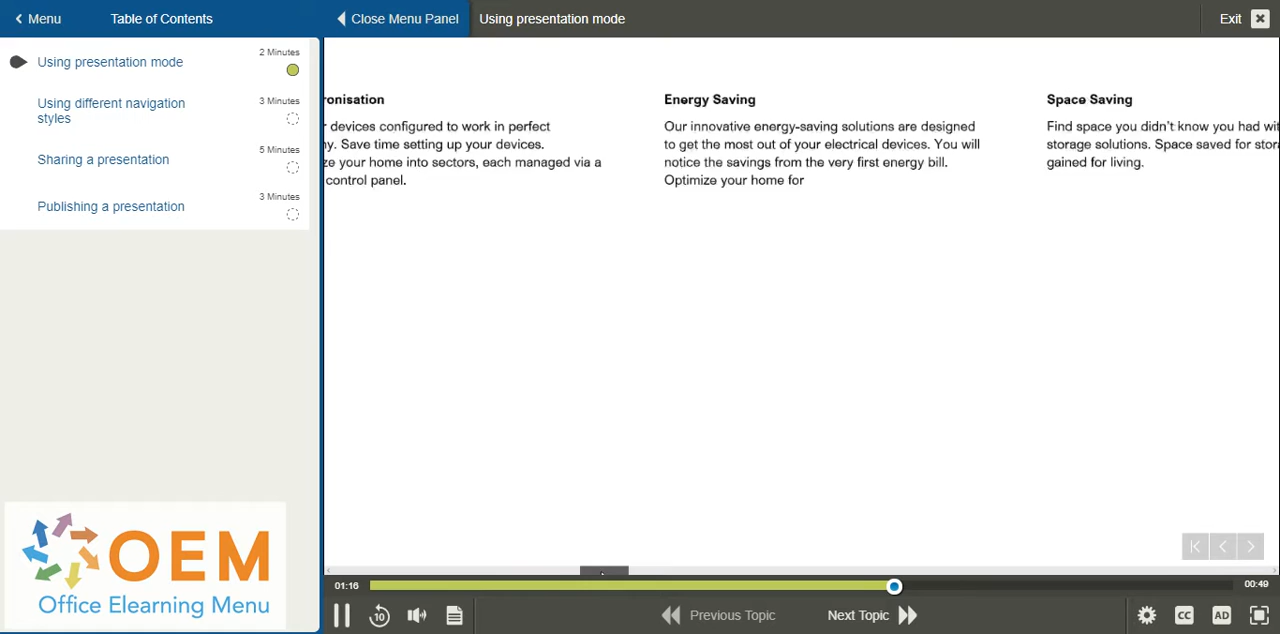 Menu
Table of Contents
Close Menu Panel
Using presentation mode
Exit
Using presentation mode
2 Minutes
Using different navigation
styles
3 Minutes
Sharing a presentation
5 Minutes
Publishing a presentation
3 Minutes
ronisation
devices configured to work in perfect
y. Save time setting up your devices.
ze your home into sectors, each managed via a
control panel.
Energy Saving
Our innovative energy-saving solutions are designed
to get the most out of your electrical devices. You will
notice the savings from the very first energy bill.
Optimize your home for
Space Saving
Find space you didn't know you had wit
storage solutions. Space saved for stora
gained for living.
OEM
Office Elearning Menu
01:16
00:49
10
Previous Topic
Next Topic
CC
AD